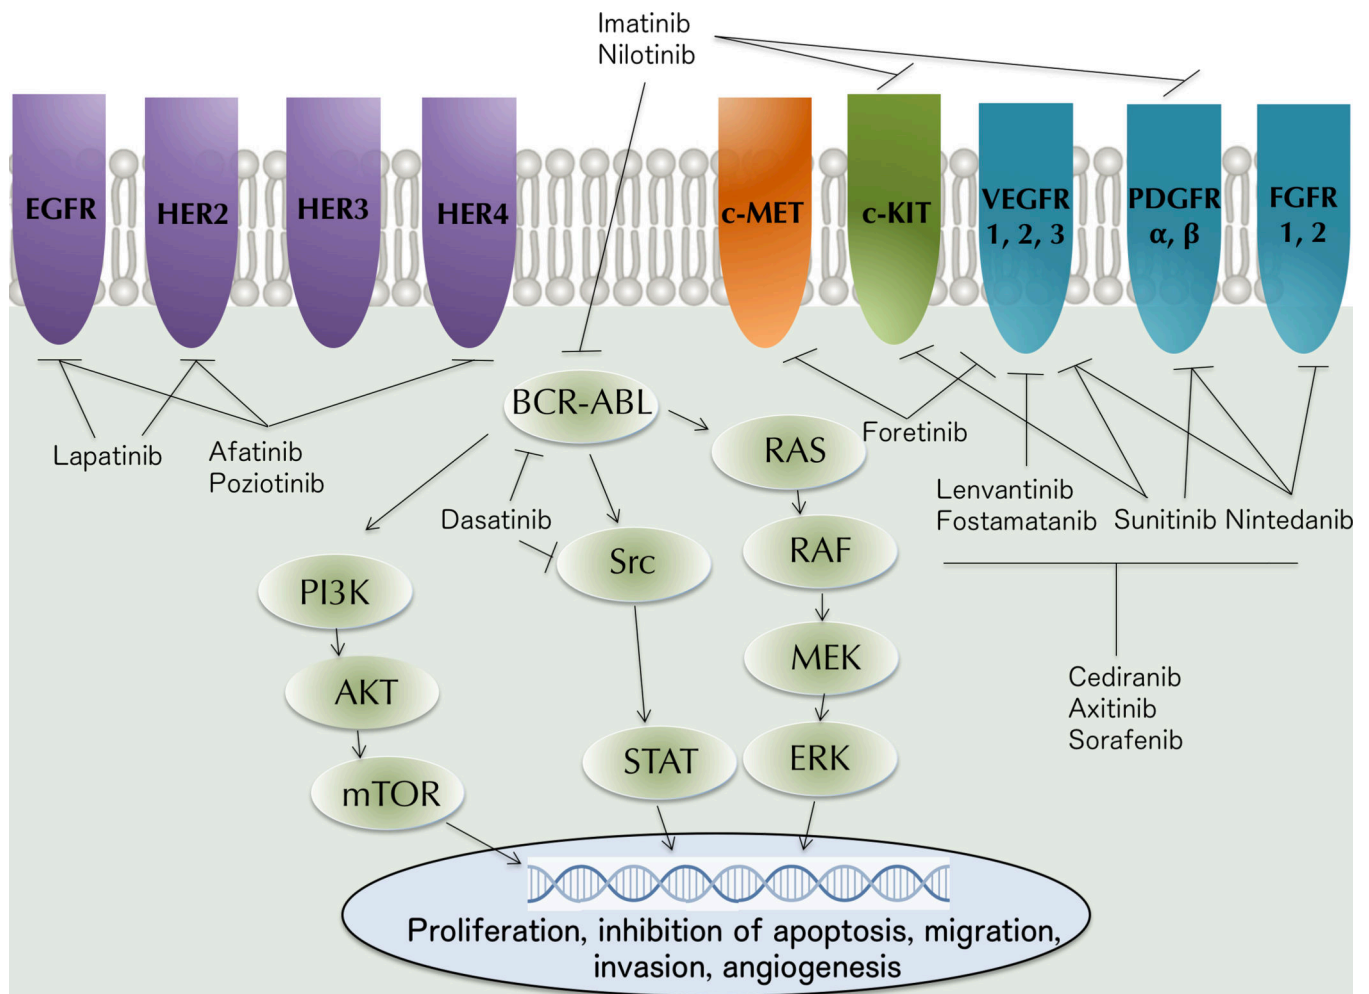 Imatinib
Nilotinib
EGFR
HER2
HER3
HER4
c-MET
c-KIT
VEGFR
1, 2, 3
PDGFR
α, β
FGFR
1, 2
BCR-ABL
Lapatinib
Afatinib
Poziotinib
RAS
Foretinib
Dasatinib
Lenvantinib
Fostamatanib
Sunitinib
Nintedanib
Src
RAF
PI3K
MEK
AKT
Cediranib
Axitinib
Sorafenib
STAT
ERK
mTOR
Proliferation, inhibition of apoptosis, migration,
invasion, angiogenesis